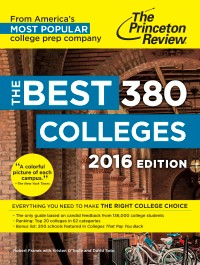 From America's
MOST POPULAR
college prep company
The
Princeton
Review®
THE BEST 380
COLLEGES
2016 EDITION
"A colorful
picture of each
campus."
—The New York Times
EVERYTHING YOU NEED TO MAKE THE RIGHT COLLEGE CHOICE
• The only guide based on candid feedback from 136,000 college students
• Ranking: Top 20 colleges in 62 categories
• Bonus list: 200 schools featured in Colleges That Pay You Back
Robert Franek with Kristen O'Toole and David Soto